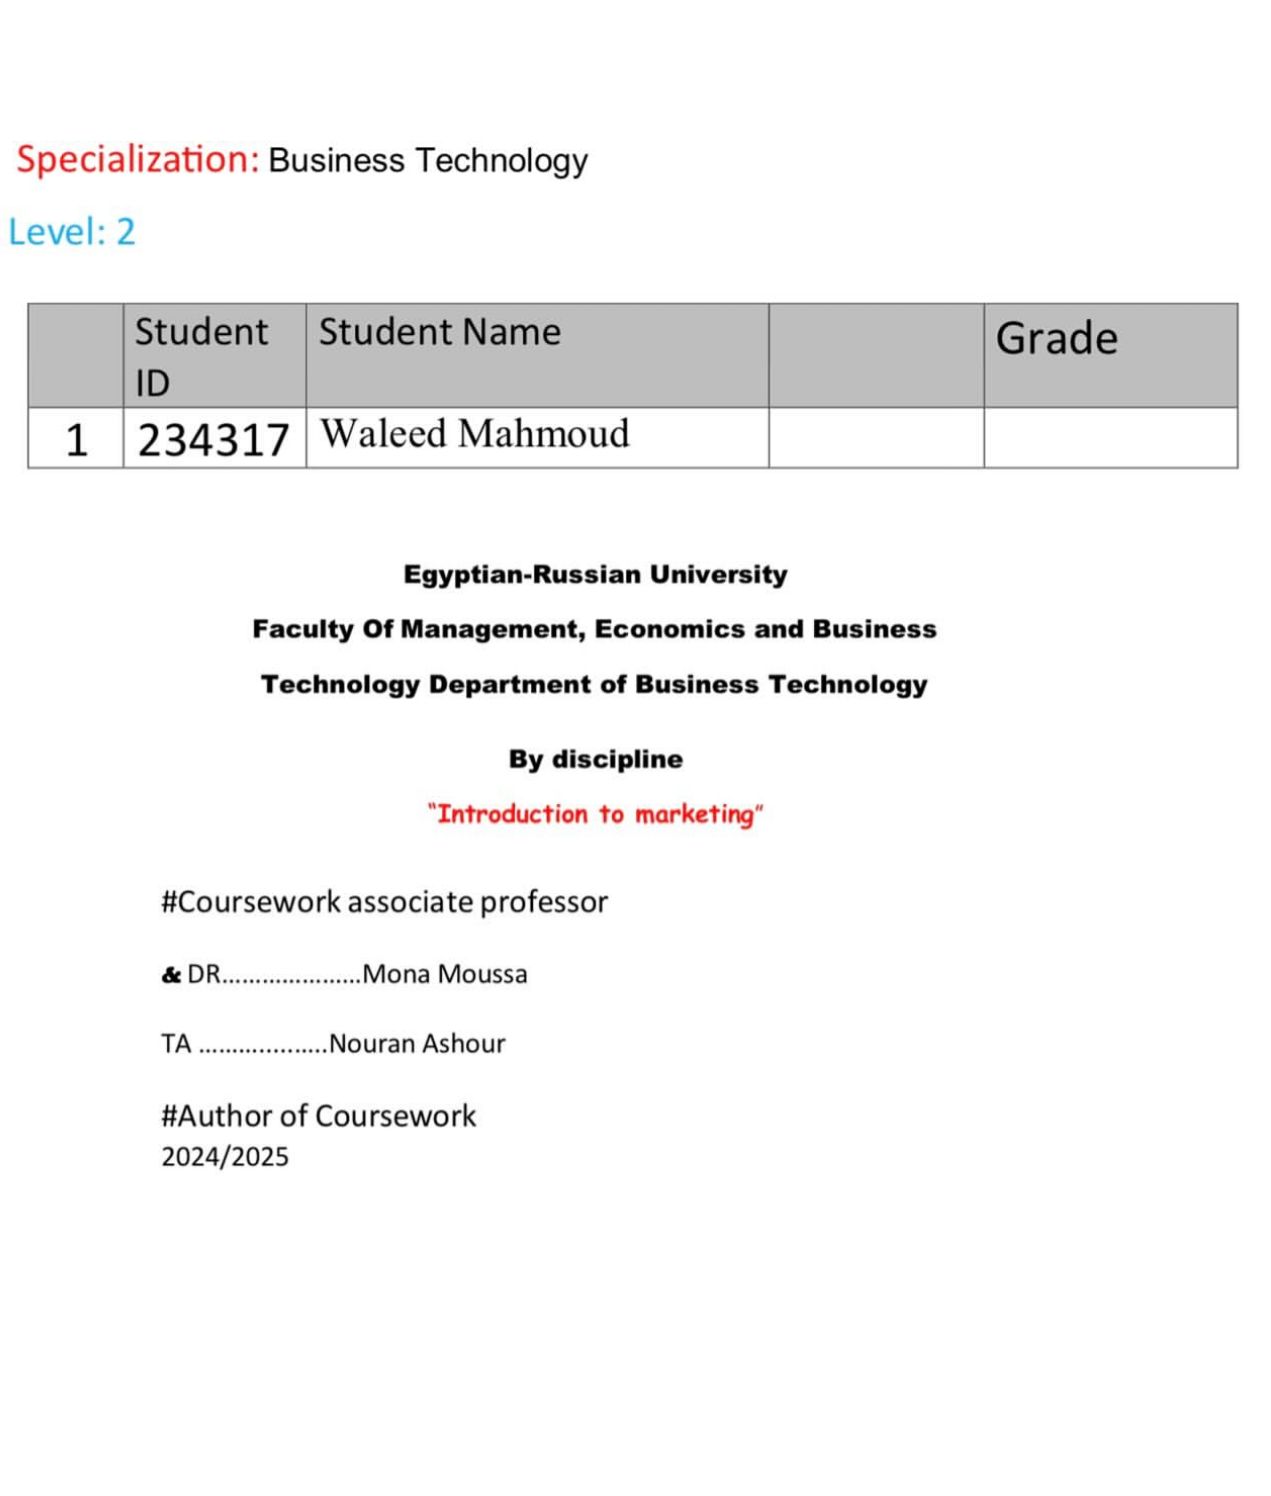 Specialization: Business Technology
Level: 2
Student ID Student Name Grade
1 234317 Waleed Mahmoud
Egyptian-Russian University
Faculty Of Management, Economics and Business
Technology Department of Business Technology
By discipline
"Introduction to marketing"
#Coursework associate professor
& DR.....................Mona Moussa
TA ...................Nouran Ashour
#Author of Coursework
2024/2025